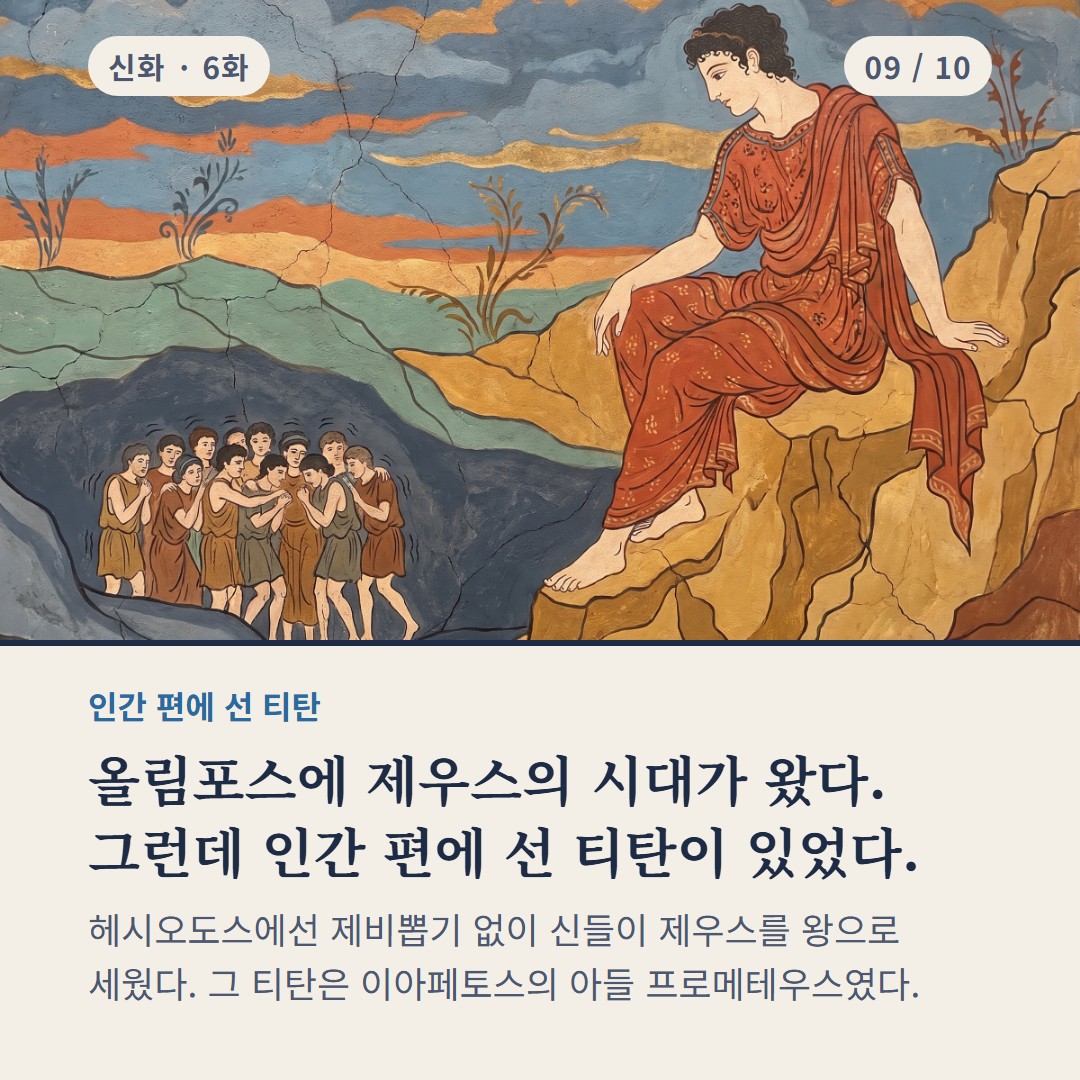 신화 · 6화
09 / 10
인간 편에 선 티탄
올림포스에 제우스의 시대가 왔다.
그런데 인간 편에 선 티탄이 있었다.
헤시오도스에선 제비뽑기 없이 신들이 제우스를 왕으로
세웠다. 그 티탄은 이아페토스의 아들 프로메테우스였다.